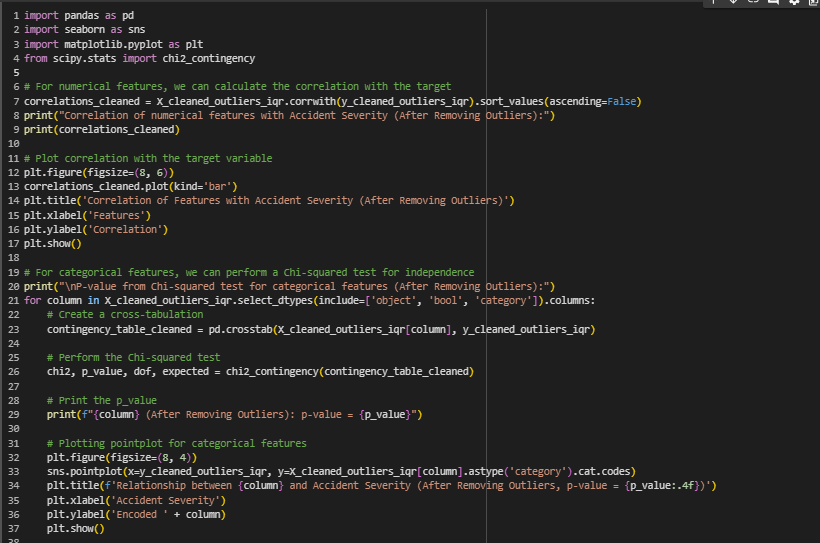 1 import pandas as pd
2 import seaborn as sns
3 import matplotlib.pyplot as plt
4 from scipy.stats import chi2_contingency
5
6 # For numerical features, we can calculate the correlation with the target
7 correlations_cleaned = X_cleaned_outliers_iqr.corrwith(y_cleaned_outliers_iqr).sort_values(ascending=False)
8 print("Correlation of numerical features with Accident Severity (After Removing Outliers):")
9 print(correlations_cleaned)
10
11 # Plot correlation with the target variable
12 plt.figure(figsize=(8, 6))
13 correlations_cleaned.plot(kind='bar')
14 plt.title('Correlation of Features with Accident Severity (After Removing Outliers)')
15 plt.xlabel('Features')
16 plt.ylabel('Correlation')
17 plt.show()
18
19 # For categorical features, we can perform a Chi-squared test for independence
20 print("\nP-value from Chi-squared test for categorical features (After Removing Outliers):")
21 for column in X_cleaned_outliers_iqr.select_dtypes(include=['object', 'bool', 'category']).columns:
22     # Create a cross-tabulation
23     contingency_table_cleaned = pd.crosstab(X_cleaned_outliers_iqr[column], y_cleaned_outliers_iqr)
24
25     # Perform the Chi-squared test
26     chi2, p_value, dof, expected = chi2_contingency(contingency_table_cleaned)
27
28     # Print the p_value
29     print(f"{column} (After Removing Outliers): p-value = {p_value}")
30
31     # Plotting pointplot for categorical features
32     plt.figure(figsize=(8, 4))
33     sns.pointplot(x=y_cleaned_outliers_iqr, y=X_cleaned_outliers_iqr[column].astype('category').cat.codes)
34     plt.title(f'Relationship between {column} and Accident Severity (After Removing Outliers, p-value = {p_value:.4f})')
35     plt.xlabel('Accident Severity')
36     plt.ylabel('Encoded ' + column)
37     plt.show()
38